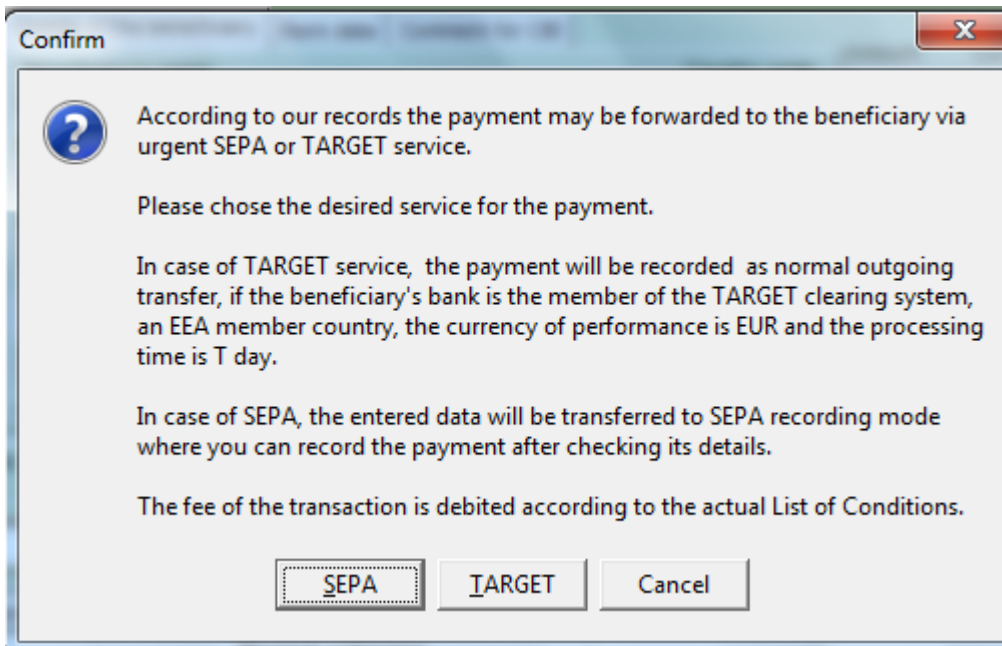 Confirm
According to our records the payment may be forwarded to the beneficiary via
urgent SEPA or TARGET service.
Please chose the desired service for the payment.
In case of TARGET service,  the payment will be recorded  as normal outgoing
transfer, if the beneficiary's bank is the member of the TARGET clearing system,
an EEA member country, the currency of performance is EUR and the processing
time is T day.
In case of SEPA, the entered data will be transferred to SEPA recording mode
where you can record the payment after checking its details.
The fee of the transaction is debited according to the actual List of Conditions.
SEPA TARGET Cancel